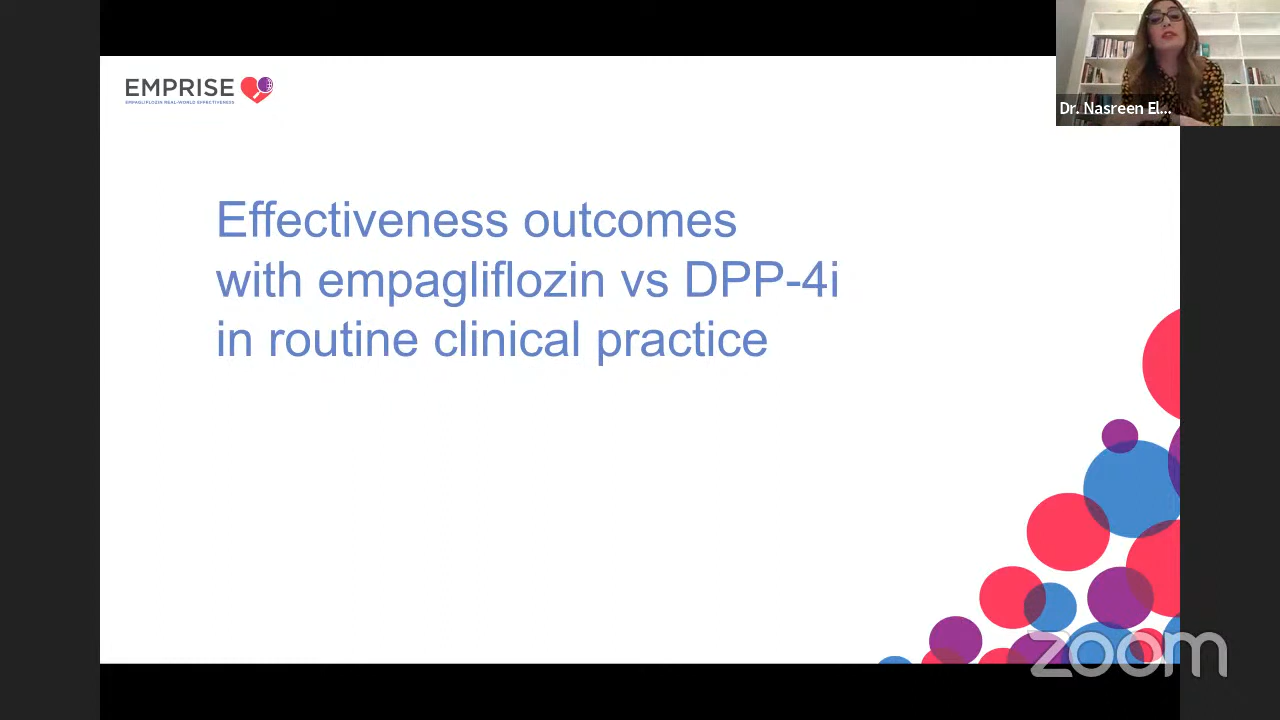 EMPRISE
EMPAGLIFLOZIN REAL-WORLD EFFECTIVENESS
Dr. Nasreen El...
Effectiveness outcomes
with empagliflozin vs DPP-4i
in routine clinical practice
zoom